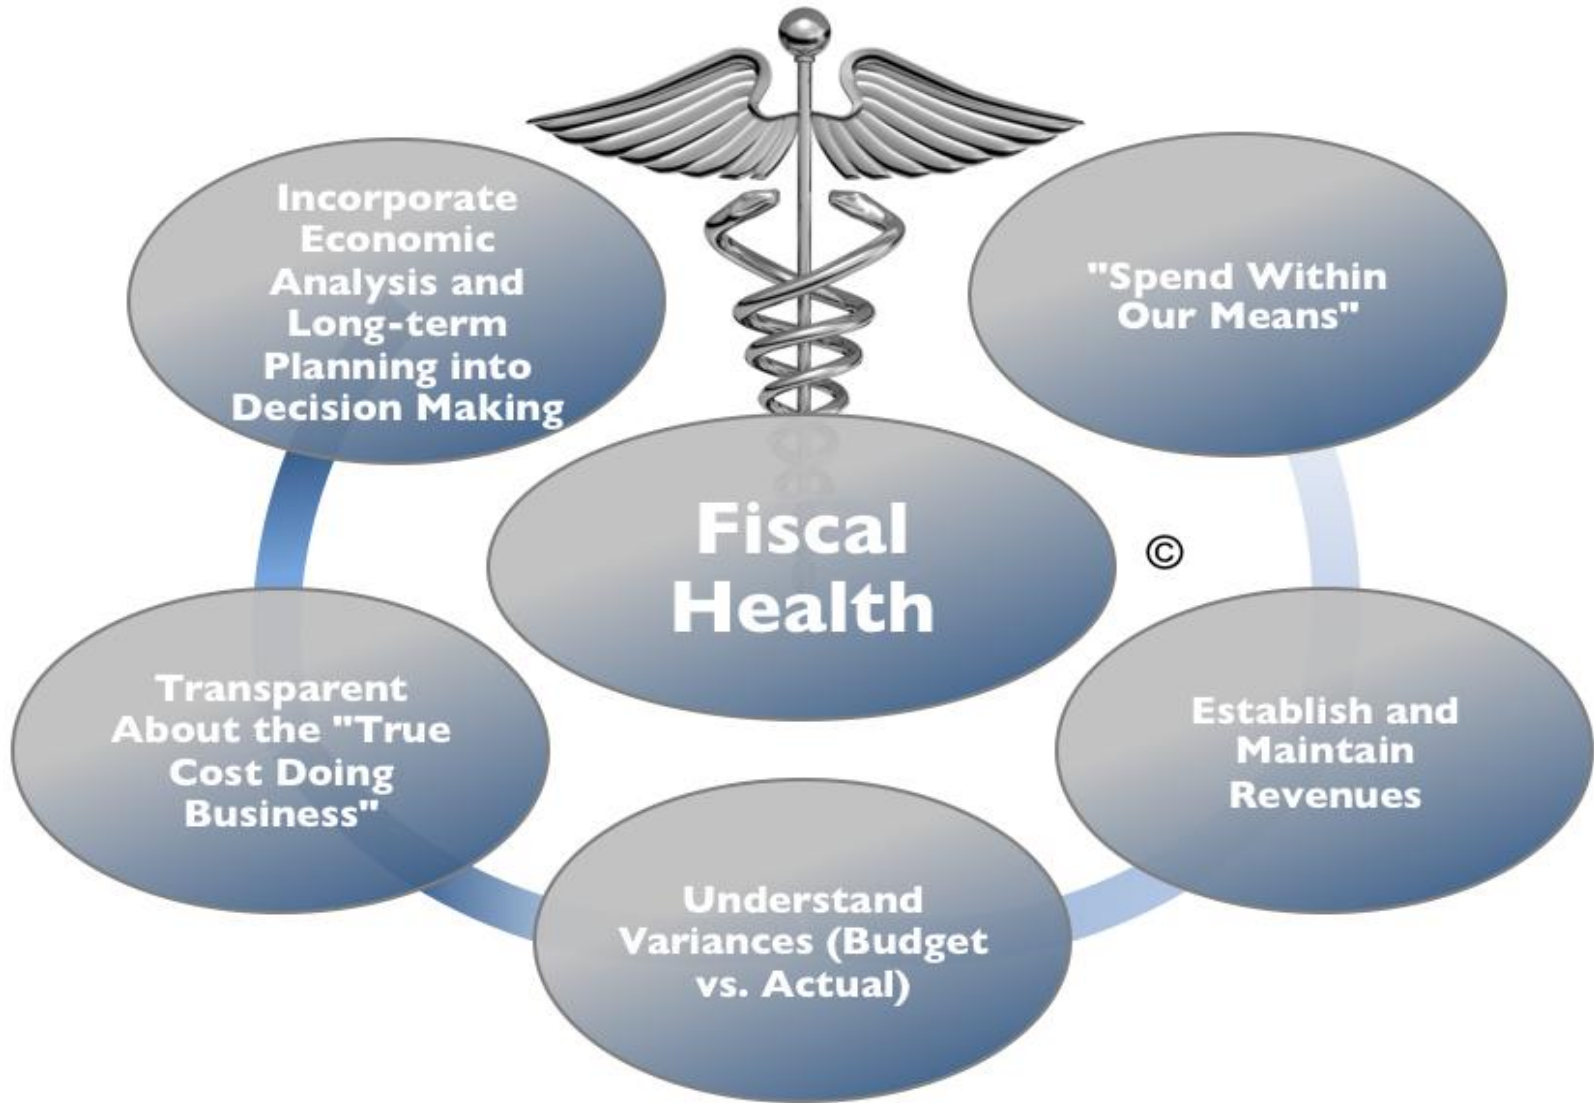 Incorporate
Economic
Analysis and
Long-term
Planning into
Decision Making
"Spend Within
Our Means"
Fiscal
Health
©
Transparent
About the "True
Cost Doing
Business"
Establish and
Maintain
Revenues
Understand
Variances (Budget
vs. Actual)